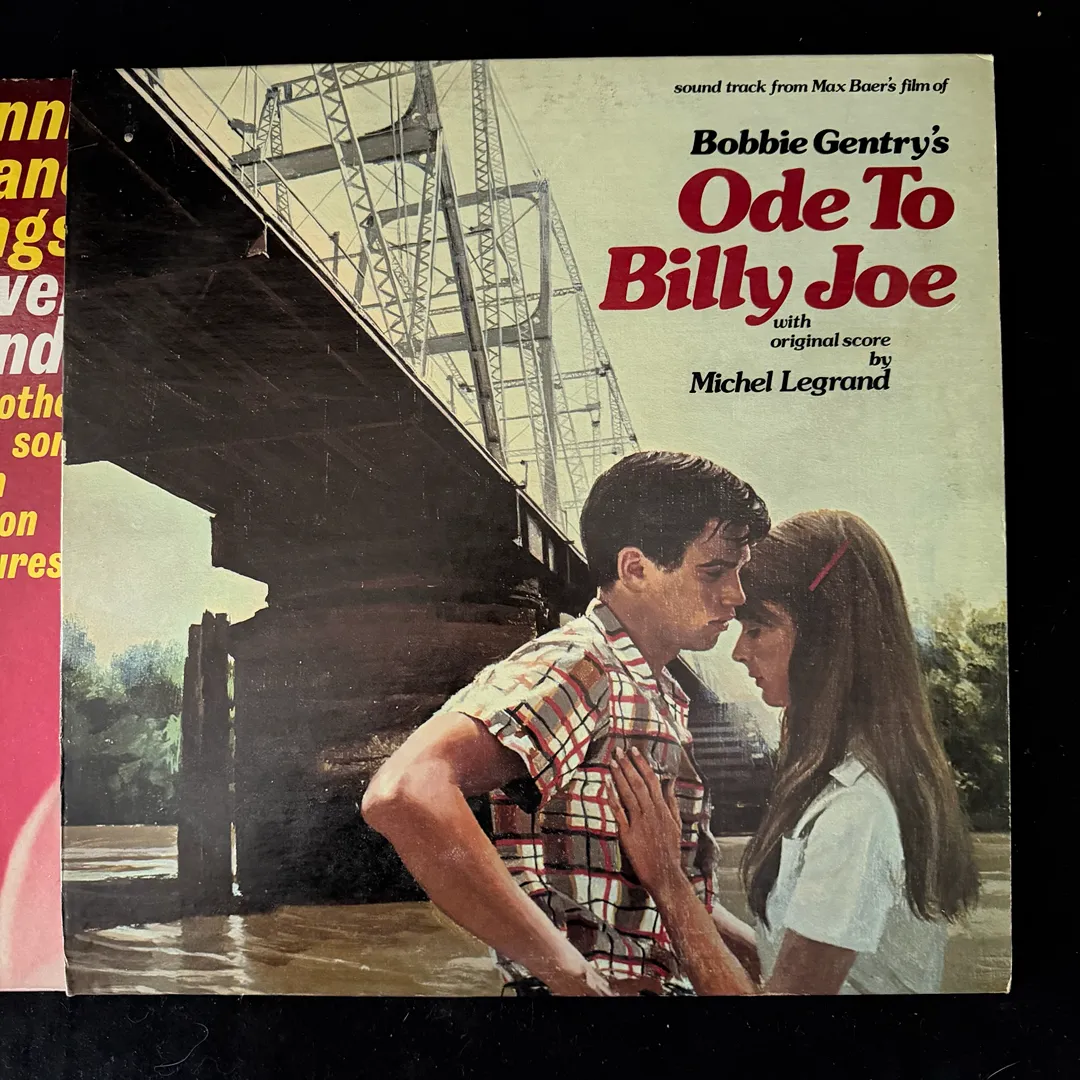 sound track from Max Baer's film of
Bobbie Gentry's
Ode To
Billy Joe
with
original score
by
Michel Legrand
on